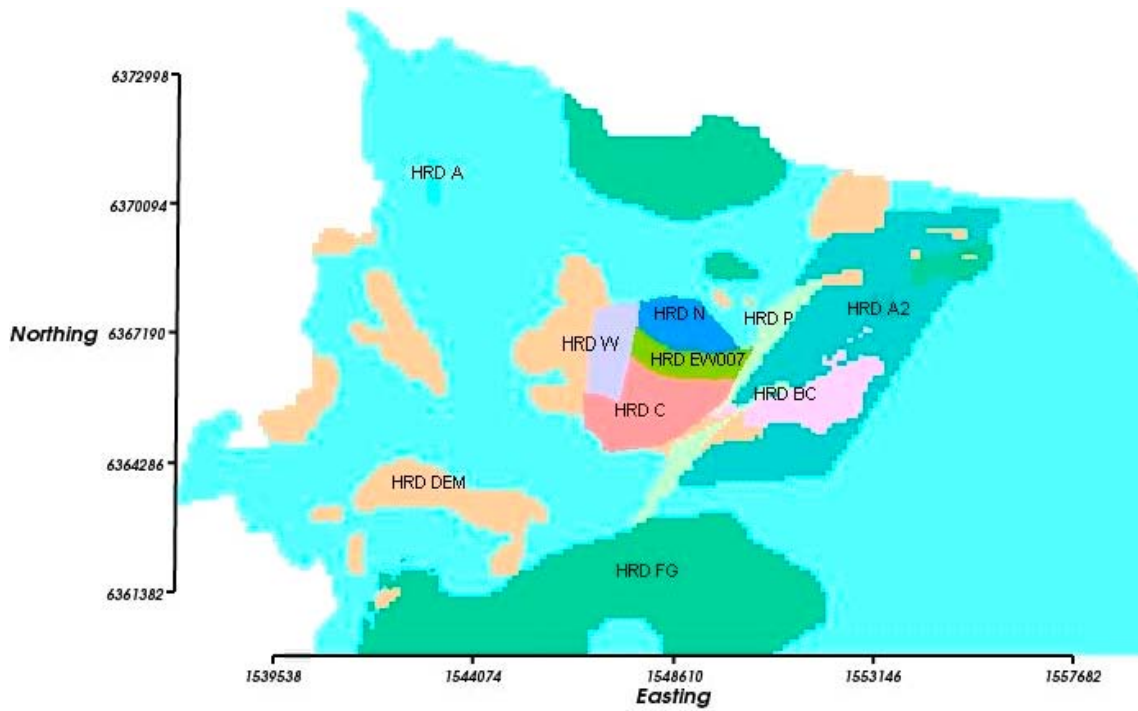 6372998
HRD A
6370094
HRD N
HRD P
HRD A2
Northing
6367190
HRD W
HRD EW007
HRD BC
HRD C
6364286
HRD DEM
HRD FG
6361382
1539538
1544074
1548610
1553146
1557682
Easting